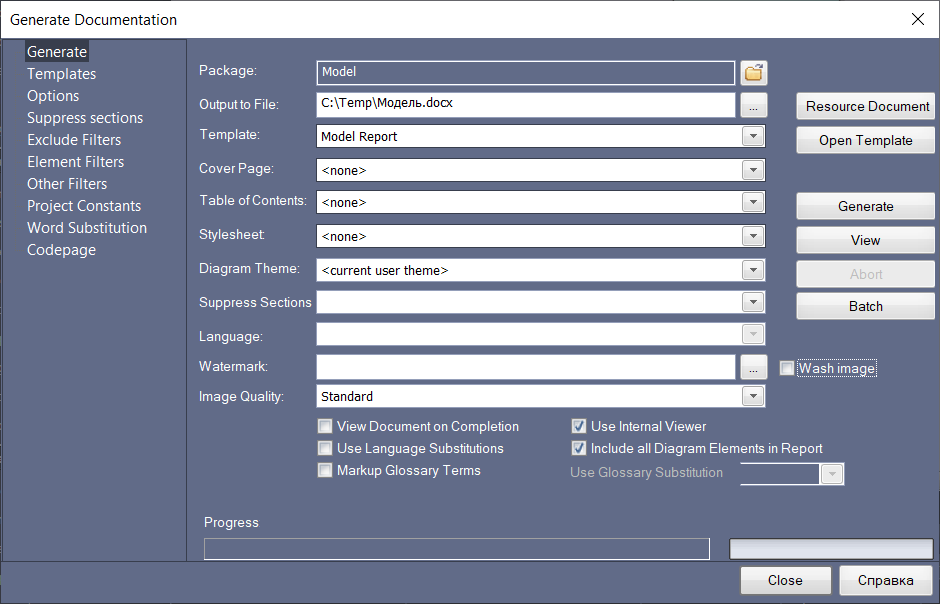 Generate Documentation
Generate
Templates
Options
Suppress sections
Exclude Filters
Element Filters
Other Filters
Project Constants
Word Substitution
Codepage
Package: Model
Output to File: C:\Temp\Модель.docx ... Resource Document
Template: Model Report Open Template
Cover Page: <none>
Table of Contents: <none> Generate
Stylesheet: <none> View
Diagram Theme: <current user theme> Abort
Suppress Sections Batch
Language:
Watermark: ... Wash image
Image Quality: Standard
View Document on Completion Use Internal Viewer
Use Language Substitutions Include all Diagram Elements in Report
Markup Glossary Terms Use Glossary Substitution
Progress
Close Справка